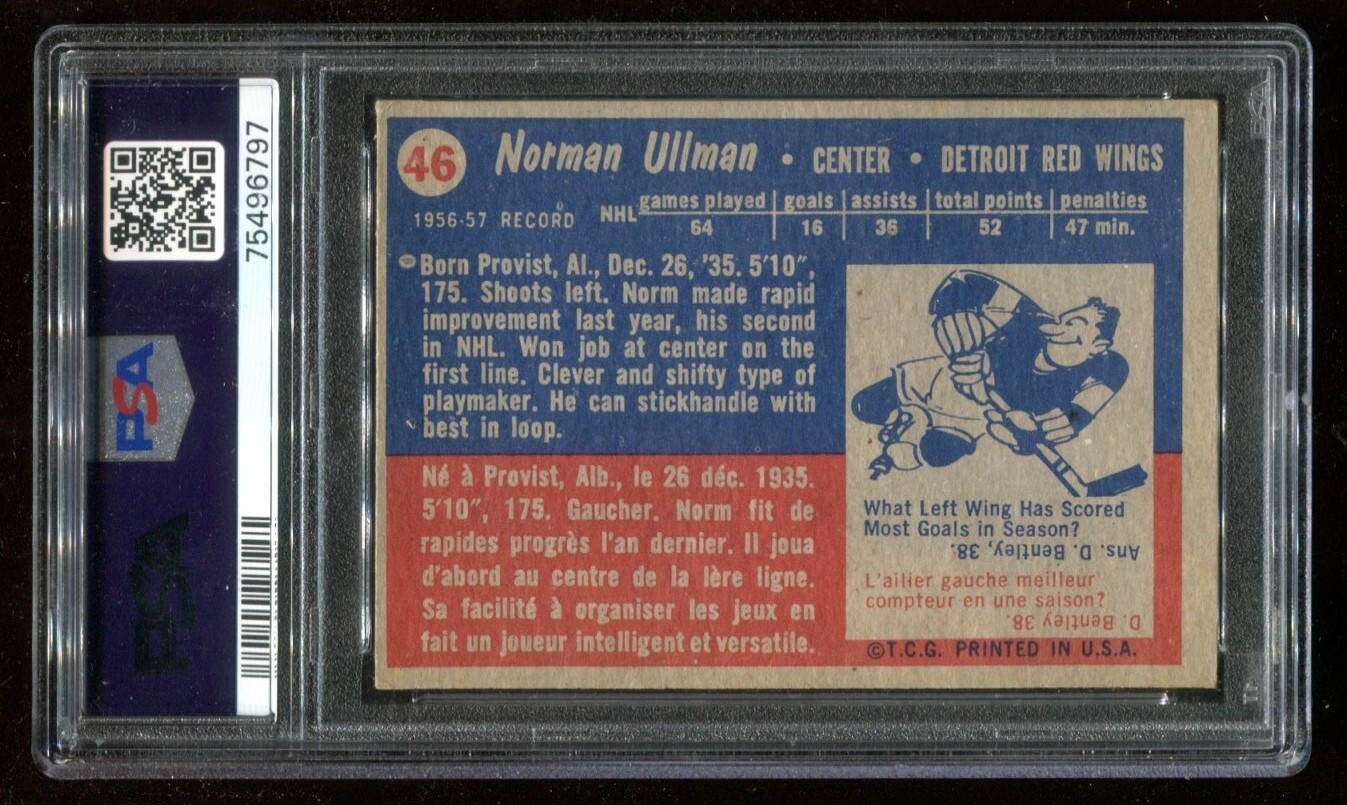 75496797
PSA
PSA
46
Norman Ullman • CENTER • DETROIT RED WINGS
1956-57 RECORD
games played goals assists total points penalties
NHL 64 16 36 52 47 min.
Born Provist, Al., Dec. 26, '35. 5'10",
175. Shoots left. Norm made rapid
improvement last year, his second
in NHL. Won job at center on the
first line. Clever and shifty type of
playmaker. He can stickhandle with
best in loop.
Né à Provist, Alb., le 26 déc. 1935.
5'10", 175. Gaucher. Norm fit de
rapides progrès l'an dernier. Il joua
d'abord au centre de la lère ligne.
Sa facilité à organiser les jeux en
fait un joueur intelligent et versatile.
What Left Wing Has Scored
Most Goals in Season?
Ans. D. Bentley, 38.
L'ailier gauche meilleur
compteur en une saison?
D. Bentley 38.
©T.C.G. PRINTED IN U.S.A.
PSA